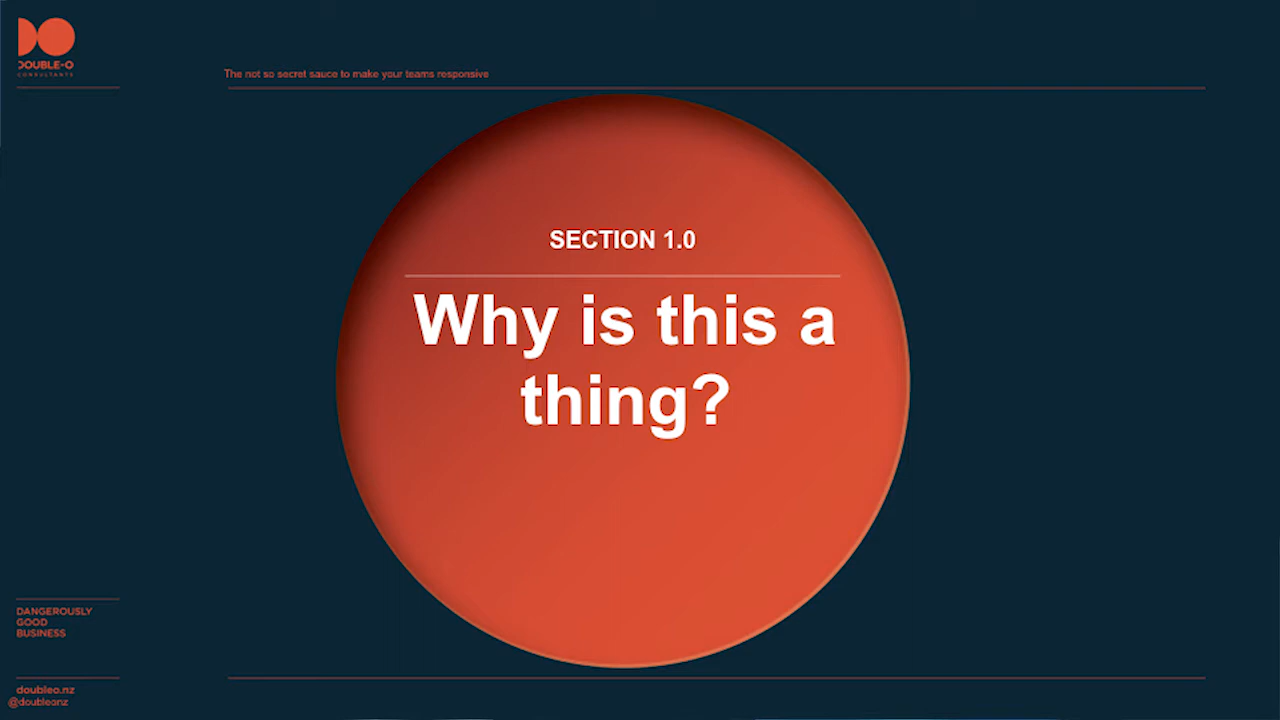 DOUBLE-O
CONSULTANTS
The not so secret sauce to make your teams responsive
SECTION 1.0
Why is this a
thing?
DANGEROUSLY
GOOD
BUSINESS
doubleo.nz
@doubleonz